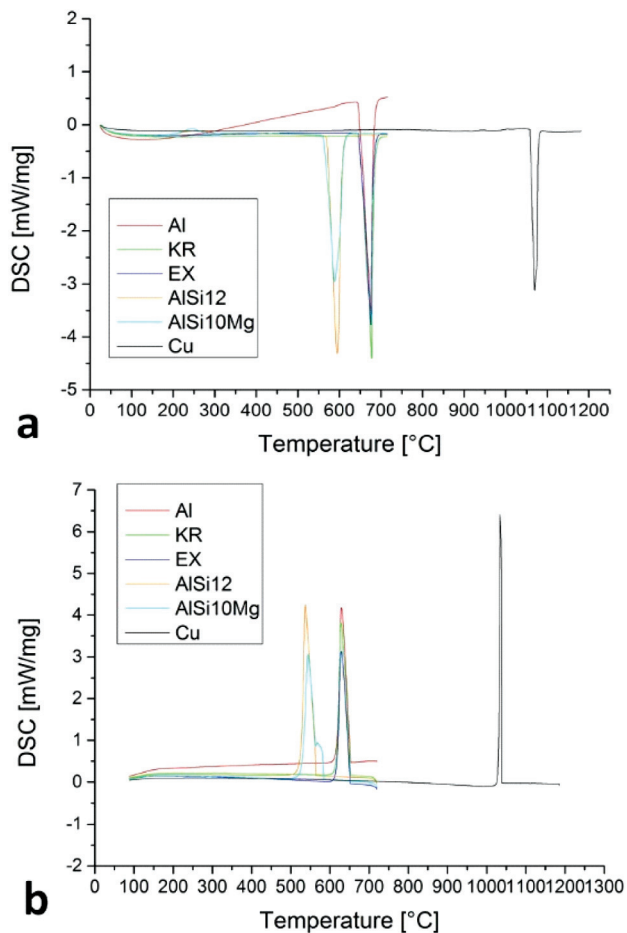 2
1
0
-1
-2
-3
-4
-5
DSC [mW/mg]
Al
KR
EX
AlSi12
AlSi10Mg
Cu
0 100 200 300 400 500 600 700 800 900 1000 1100 1200
Temperature [°C]
a
7
6
5
4
3
2
1
0
-1
-2
DSC [mW/mg]
Al
KR
EX
AlSi12
AlSi10Mg
Cu
0 100 200 300 400 500 600 700 800 900 1000 1100 1200 1300
Temperature [°C]
b